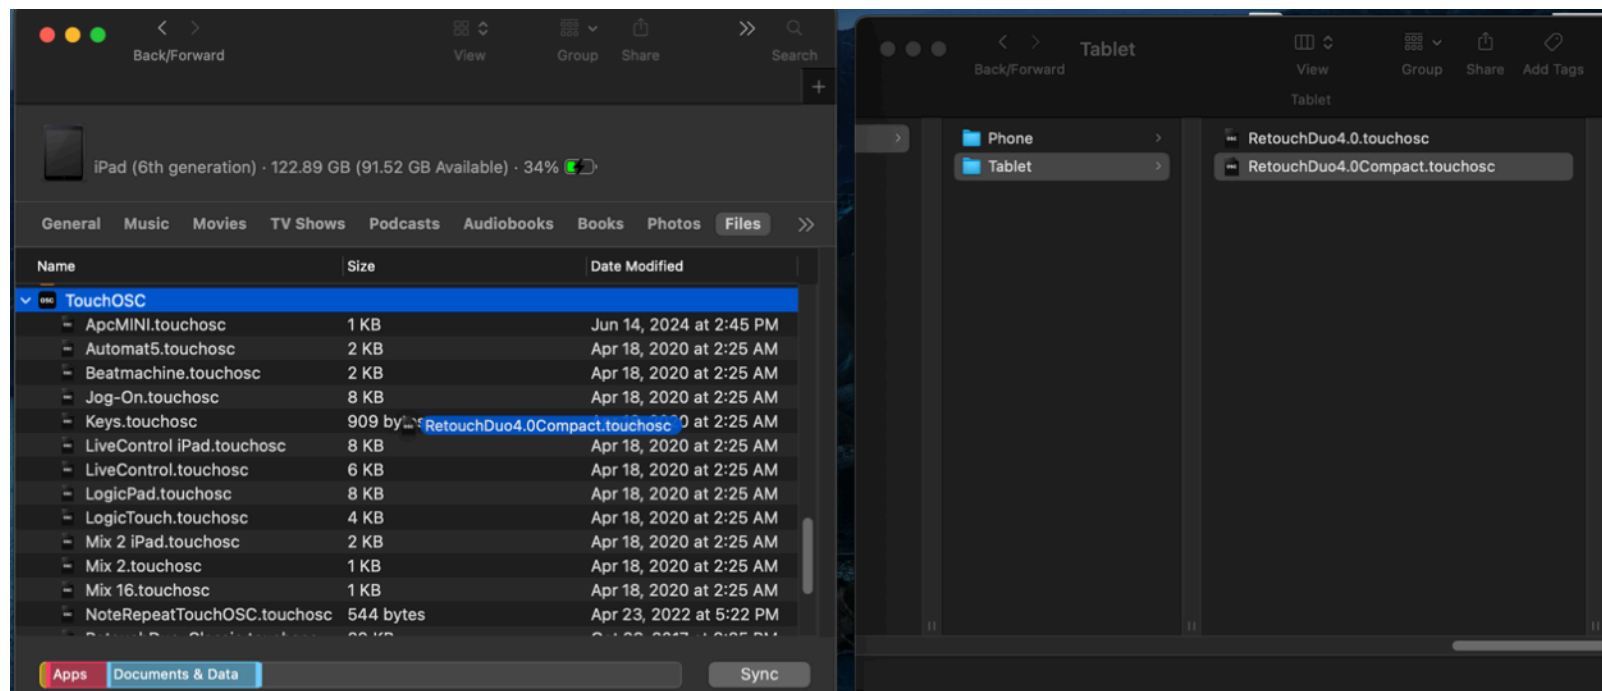 Back/Forward
View
Group
Share
Search
iPad (6th generation) · 122.89 GB (91.52 GB Available) · 34%
General Music Movies TV Shows Podcasts Audiobooks Books Photos Files
Name Size Date Modified
TouchOSC
ApcMINI.touchosc 1 KB Jun 14, 2024 at 2:45 PM
Automat5.touchosc 2 KB Apr 18, 2020 at 2:25 AM
Beatmachine.touchosc 2 KB Apr 18, 2020 at 2:25 AM
Jog-On.touchosc 8 KB Apr 18, 2020 at 2:25 AM
Keys.touchosc 909 bytes 0 at 2:25 AM
RetouchDuo4.0Compact.touchosc
LiveControl iPad.touchosc 8 KB Apr 18, 2020 at 2:25 AM
LiveControl.touchosc 6 KB Apr 18, 2020 at 2:25 AM
LogicPad.touchosc 8 KB Apr 18, 2020 at 2:25 AM
LogicTouch.touchosc 4 KB Apr 18, 2020 at 2:25 AM
Mix 2 iPad.touchosc 2 KB Apr 18, 2020 at 2:25 AM
Mix 2.touchosc 1 KB Apr 18, 2020 at 2:25 AM
Mix 16.touchosc 1 KB Apr 18, 2020 at 2:25 AM
NoteRepeatTouchOSC.touchosc 544 bytes Apr 23, 2022 at 5:22 PM
Apps Documents & Data Sync
Tablet
Back/Forward
View
Group
Share
Add Tags
Tablet
Phone
Tablet
RetouchDuo4.0.touchosc
RetouchDuo4.0Compact.touchosc